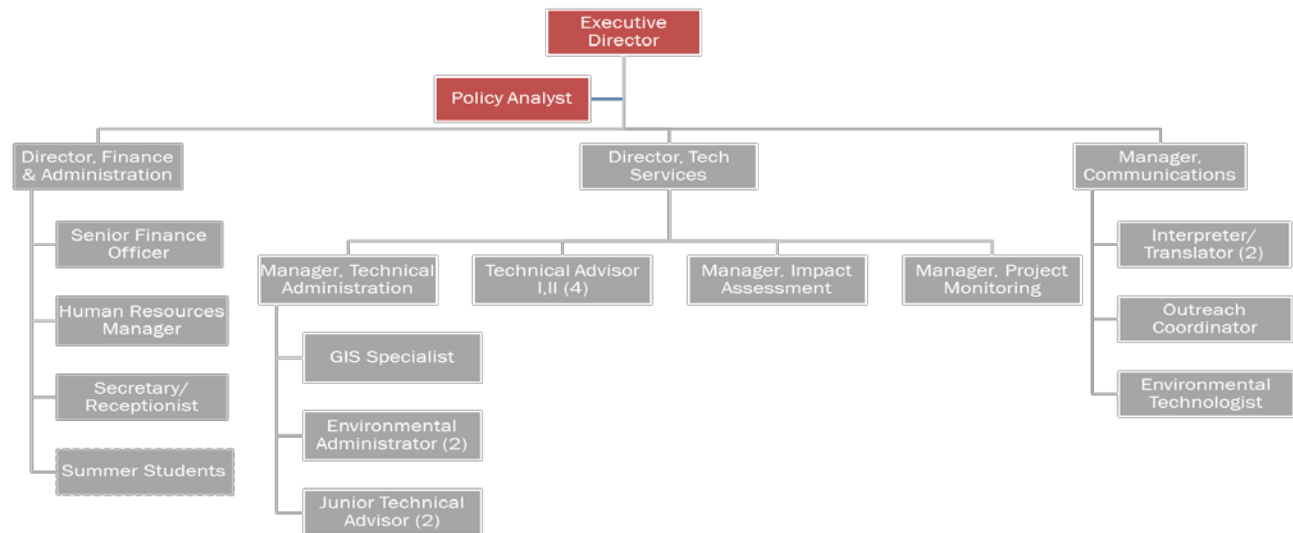 Executive
Director
Policy Analyst
Director, Finance
& Administration
Director, Tech
Services
Manager,
Communications
Senior Finance
Officer
Human Resources
Manager
Secretary/
Receptionist
Summer Students
Manager, Technical
Administration
Technical Advisor
I,II (4)
Manager, Impact
Assessment
Manager, Project
Monitoring
GIS Specialist
Environmental
Administrator (2)
Junior Technical
Advisor (2)
Interpreter/
Translator (2)
Outreach
Coordinator
Environmental
Technologist